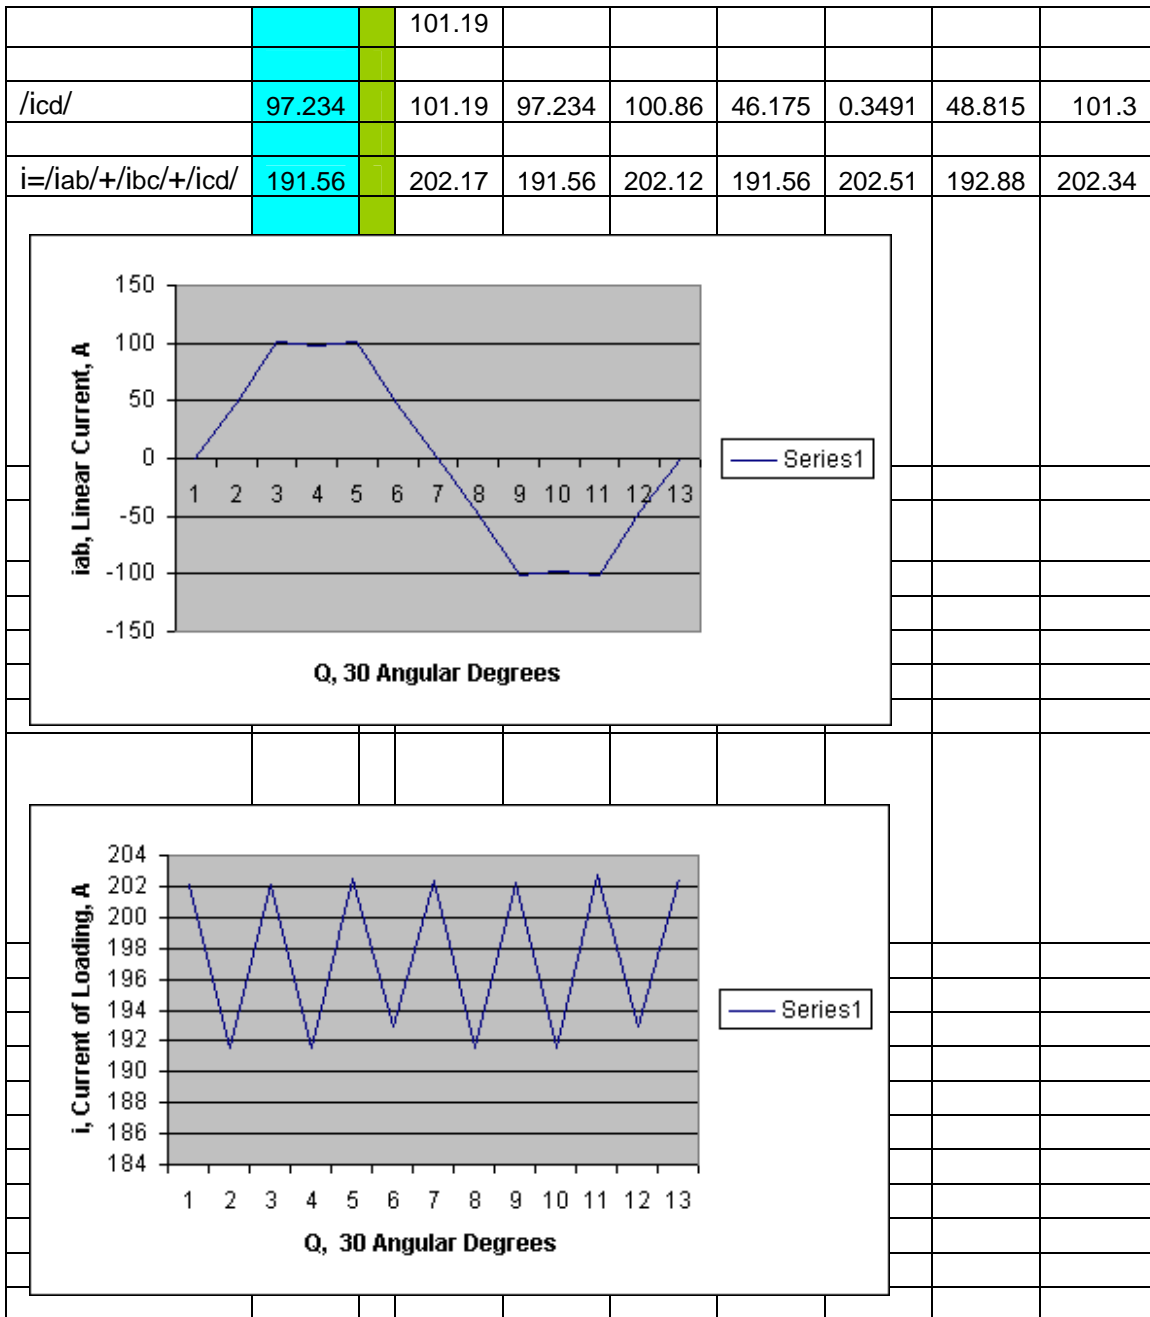 101.19
/icd/ 97.234 101.19 97.234 100.86 46.175 0.3491 48.815 101.3
i=/iab/+/ibc/+/icd/ 191.56 202.17 191.56 202.12 191.56 202.51 192.88 202.34
150
100
50
0
-50
-100
-150
iab, Linear Current, A
1 2 3 4 5 6 7 8 9 10 11 12 13
Q, 30 Angular Degrees
Series1
204
202
200
198
196
194
192
190
188
186
184
i, Current of Loading, A
1 2 3 4 5 6 7 8 9 10 11 12 13
Q, 30 Angular Degrees
Series1